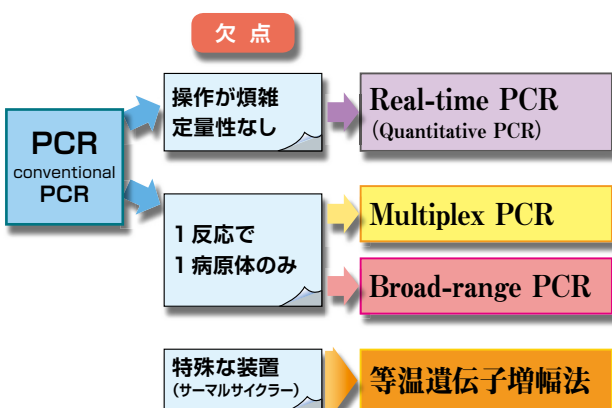 欠点
PCR
conventional
PCR
操作が煩雑
定量性なし
Real-time PCR
（Quantitative PCR）
1反応で
1病原体のみ
Multiplex PCR
Broad-range PCR
特殊な装置
（サーマルサイクラー）
等温遺伝子増幅法